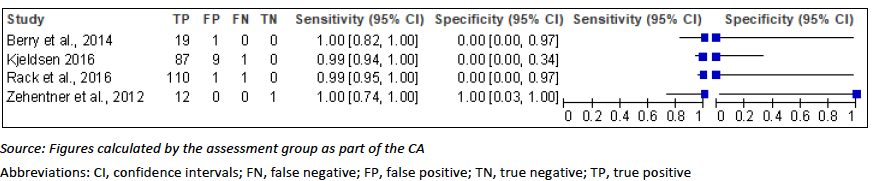 Study TP FP FN TN Sensitivity (95% CI) Specificity (95% CI) Sensitivity (95% CI) Specificity (95% CI)
Berry et al., 2014 19 1 0 0 1.00 [0.82, 1.00] 0.00 [0.00, 0.97]
Kjeldsen 2016 87 9 1 0 0.99 [0.94, 1.00] 0.00 [0.00, 0.34]
Rack et al., 2016 110 1 1 0 0.99 [0.95, 1.00] 0.00 [0.00, 0.97]
Zehentner et al., 2012 12 0 0 1 1.00 [0.74, 1.00] 1.00 [0.03, 1.00]
0 0.2 0.4 0.6 0.8 1 0 0.2 0.4 0.6 0.8 1
Source: Figures calculated by the assessment group as part of the CA
Abbreviations: CI, confidence intervals; FN, false negative; FP, false positive; TN, true negative; TP, true positive